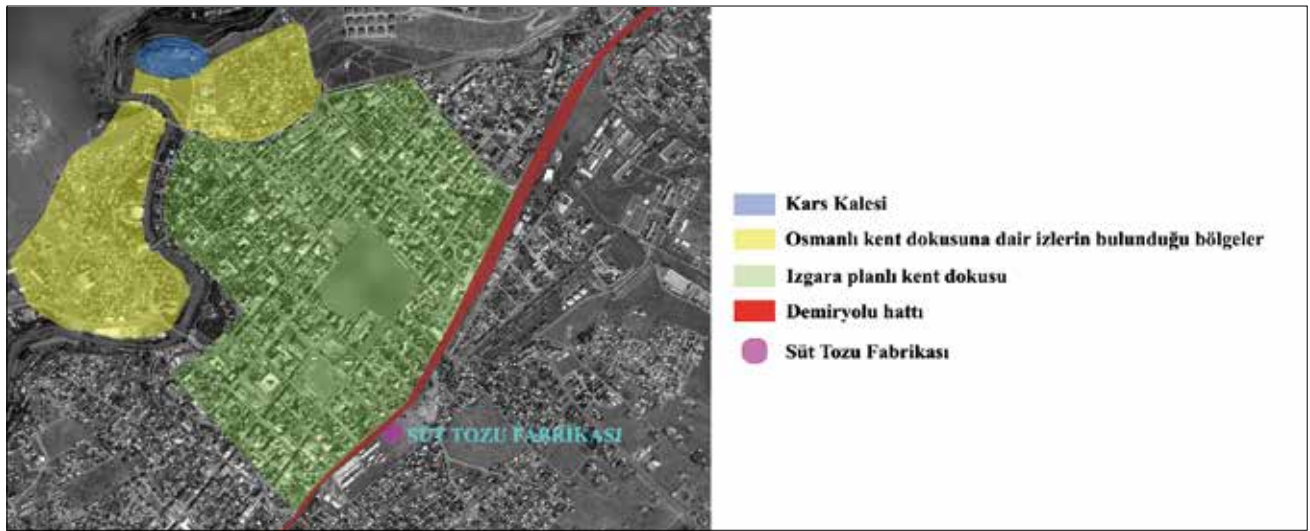 SÜT TOZU FABRİKASI
Kars Kalesi
Osmanlı kent dokusuna dair izlerin bulunduğu bölgeler
Izgara planlı kent dokusu
Demiryolu hattı
Süt Tozu Fabrikası